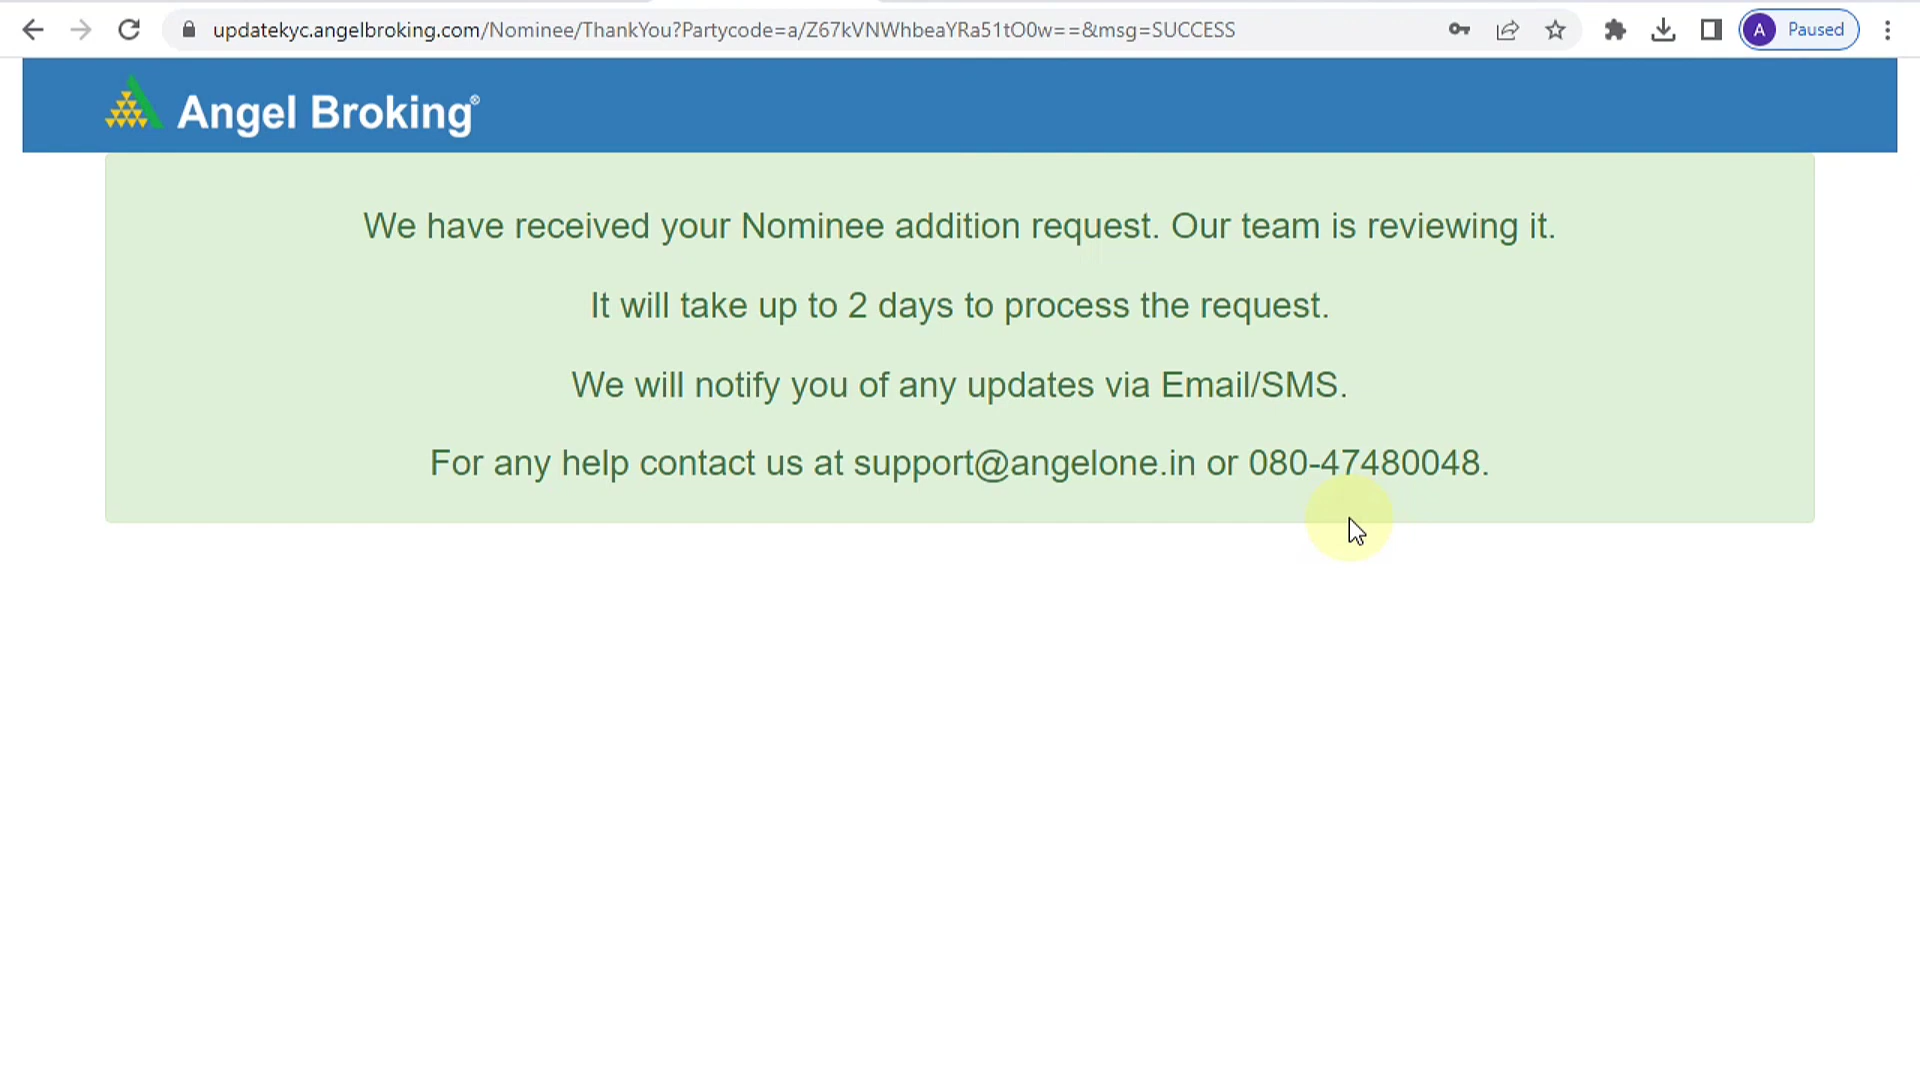 updatekyc.angelbroking.com/Nominee/ThankYou?Partycode=a/Z67kVNWhbeaYRa51tO0w==&msg=SUCCESS
A Paused
Angel Broking®
We have received your Nominee addition request. Our team is reviewing it.
It will take up to 2 days to process the request.
We will notify you of any updates via Email/SMS.
For any help contact us at support@angelone.in or 080-47480048.